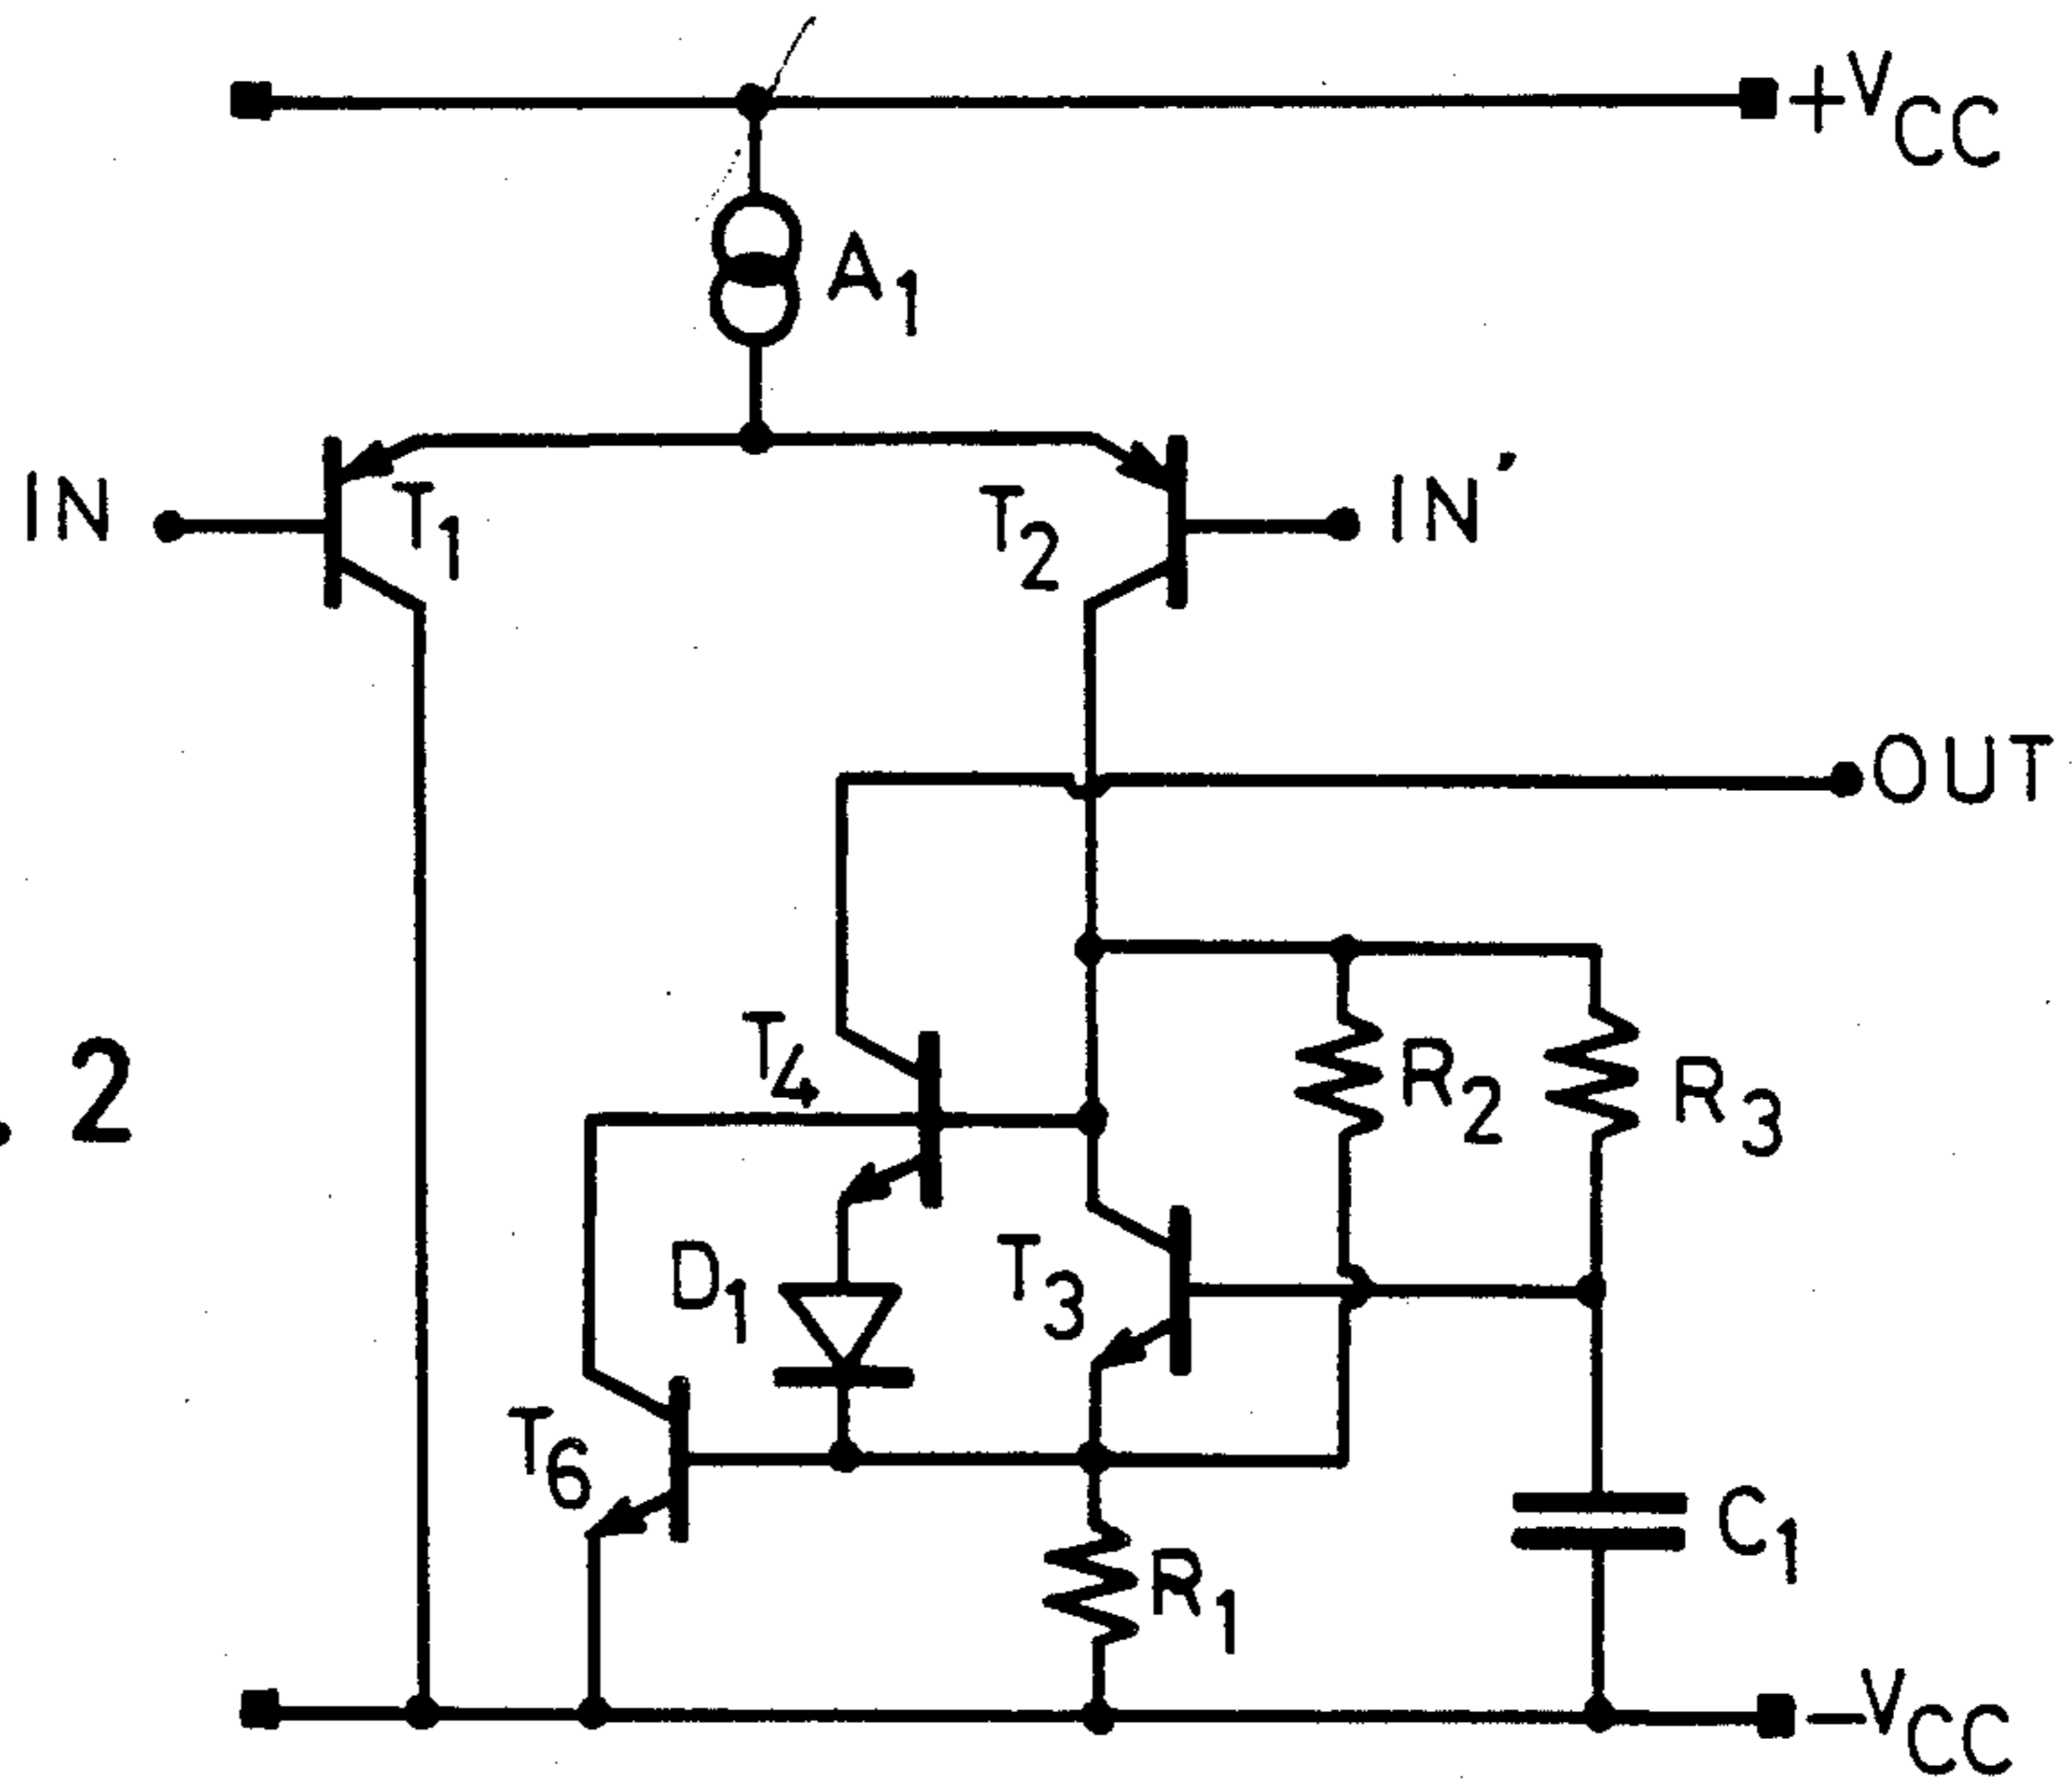 +VCC
A1
IN
T1
T2
IN'
OUT
. 2
T4
R2
R3
D1
T3
T6
C1
R1
-VCC